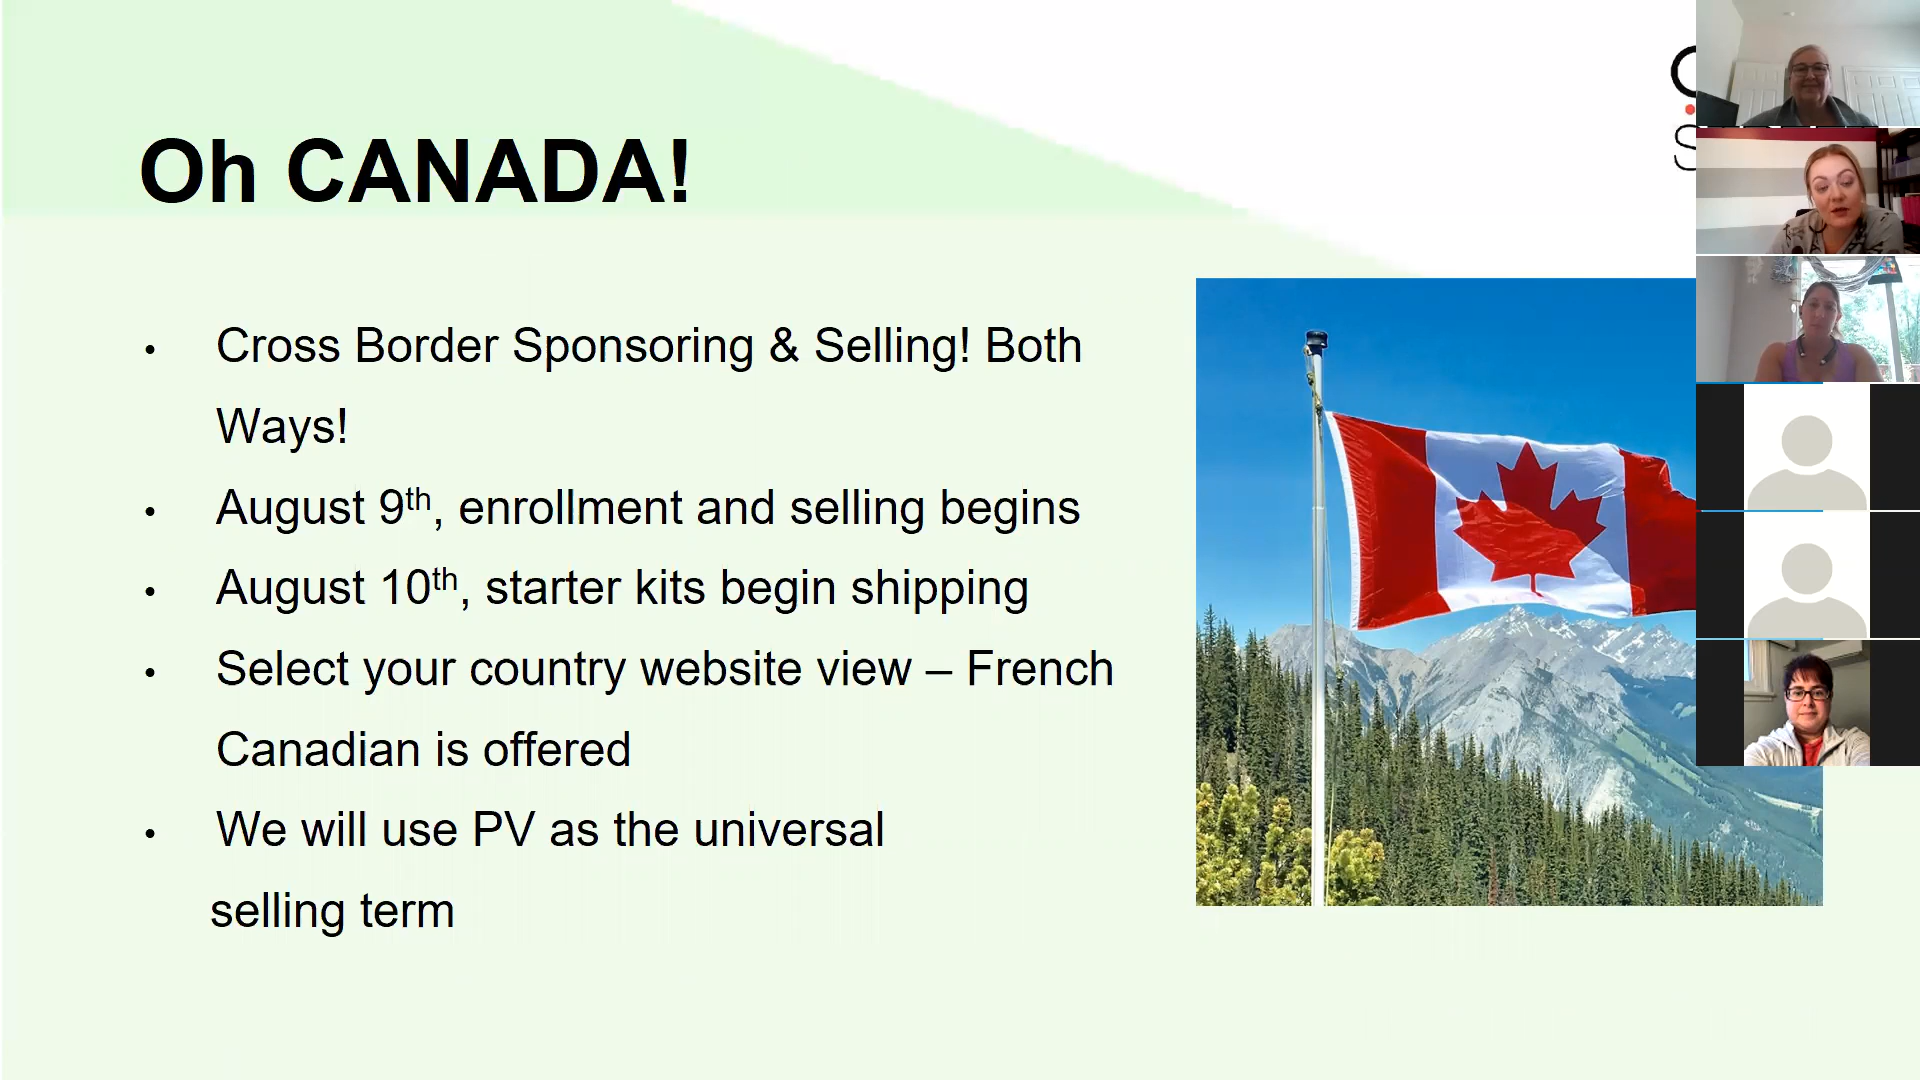 Oh CANADA!
• Cross Border Sponsoring & Selling! Both
Ways!
• August 9th, enrollment and selling begins
• August 10th, starter kits begin shipping
• Select your country website view – French
Canadian is offered
• We will use PV as the universal
selling term